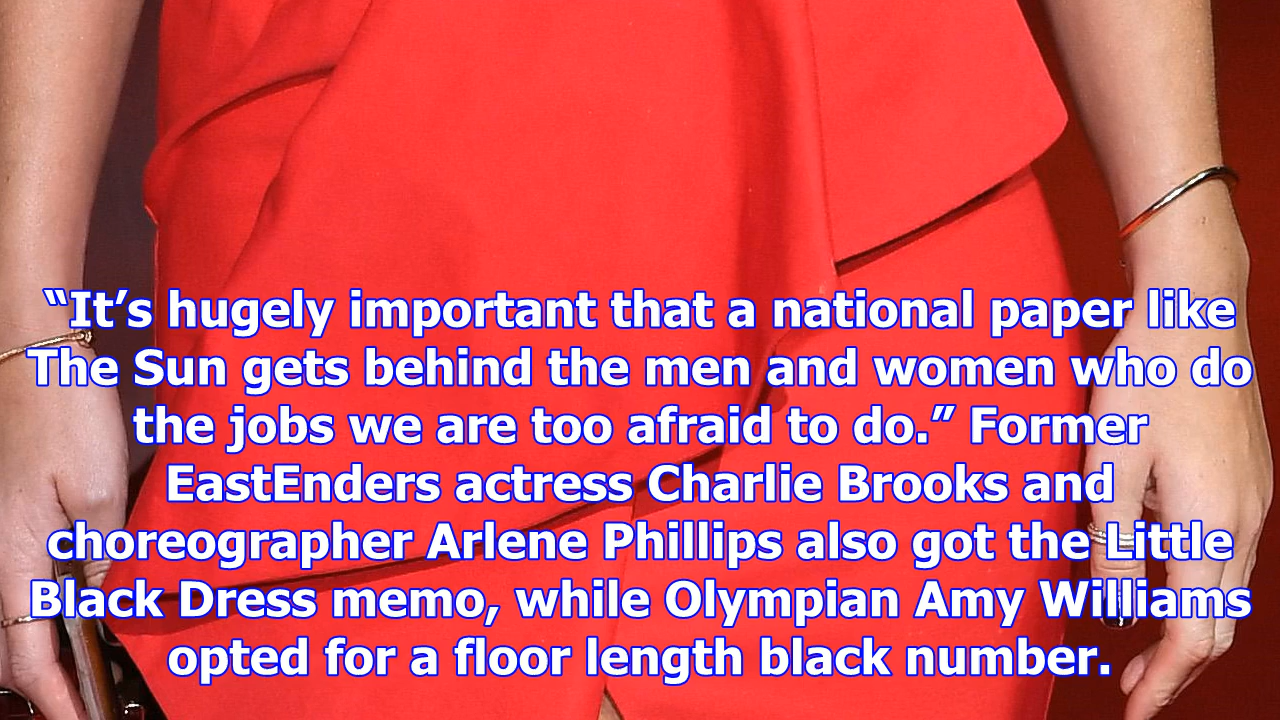 “It’s hugely important that a national paper like
The Sun gets behind the men and women who do
the jobs we are too afraid to do.” Former
EastEnders actress Charlie Brooks and
choreographer Arlene Phillips also got the Little
Black Dress memo, while Olympian Amy Williams
opted for a floor length black number.